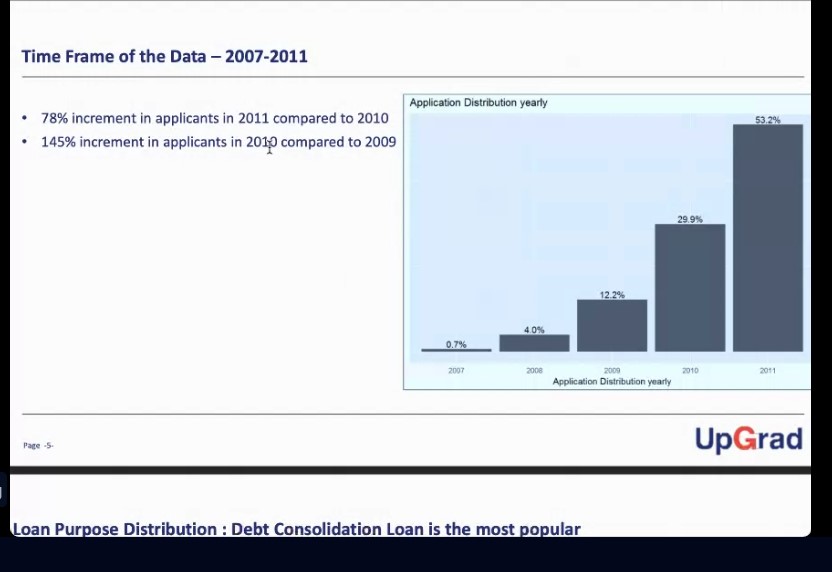 Time Frame of the Data – 2007-2011
• 78% increment in applicants in 2011 compared to 2010
• 145% increment in applicants in 2010 compared to 2009
Application Distribution yearly
53.2%
29.9%
12.2%
4.0%
0.7%
2007 2008 2009 2010 2011
Application Distribution yearly
Page -5-
UpGrad
Loan Purpose Distribution : Debt Consolidation Loan is the most popular